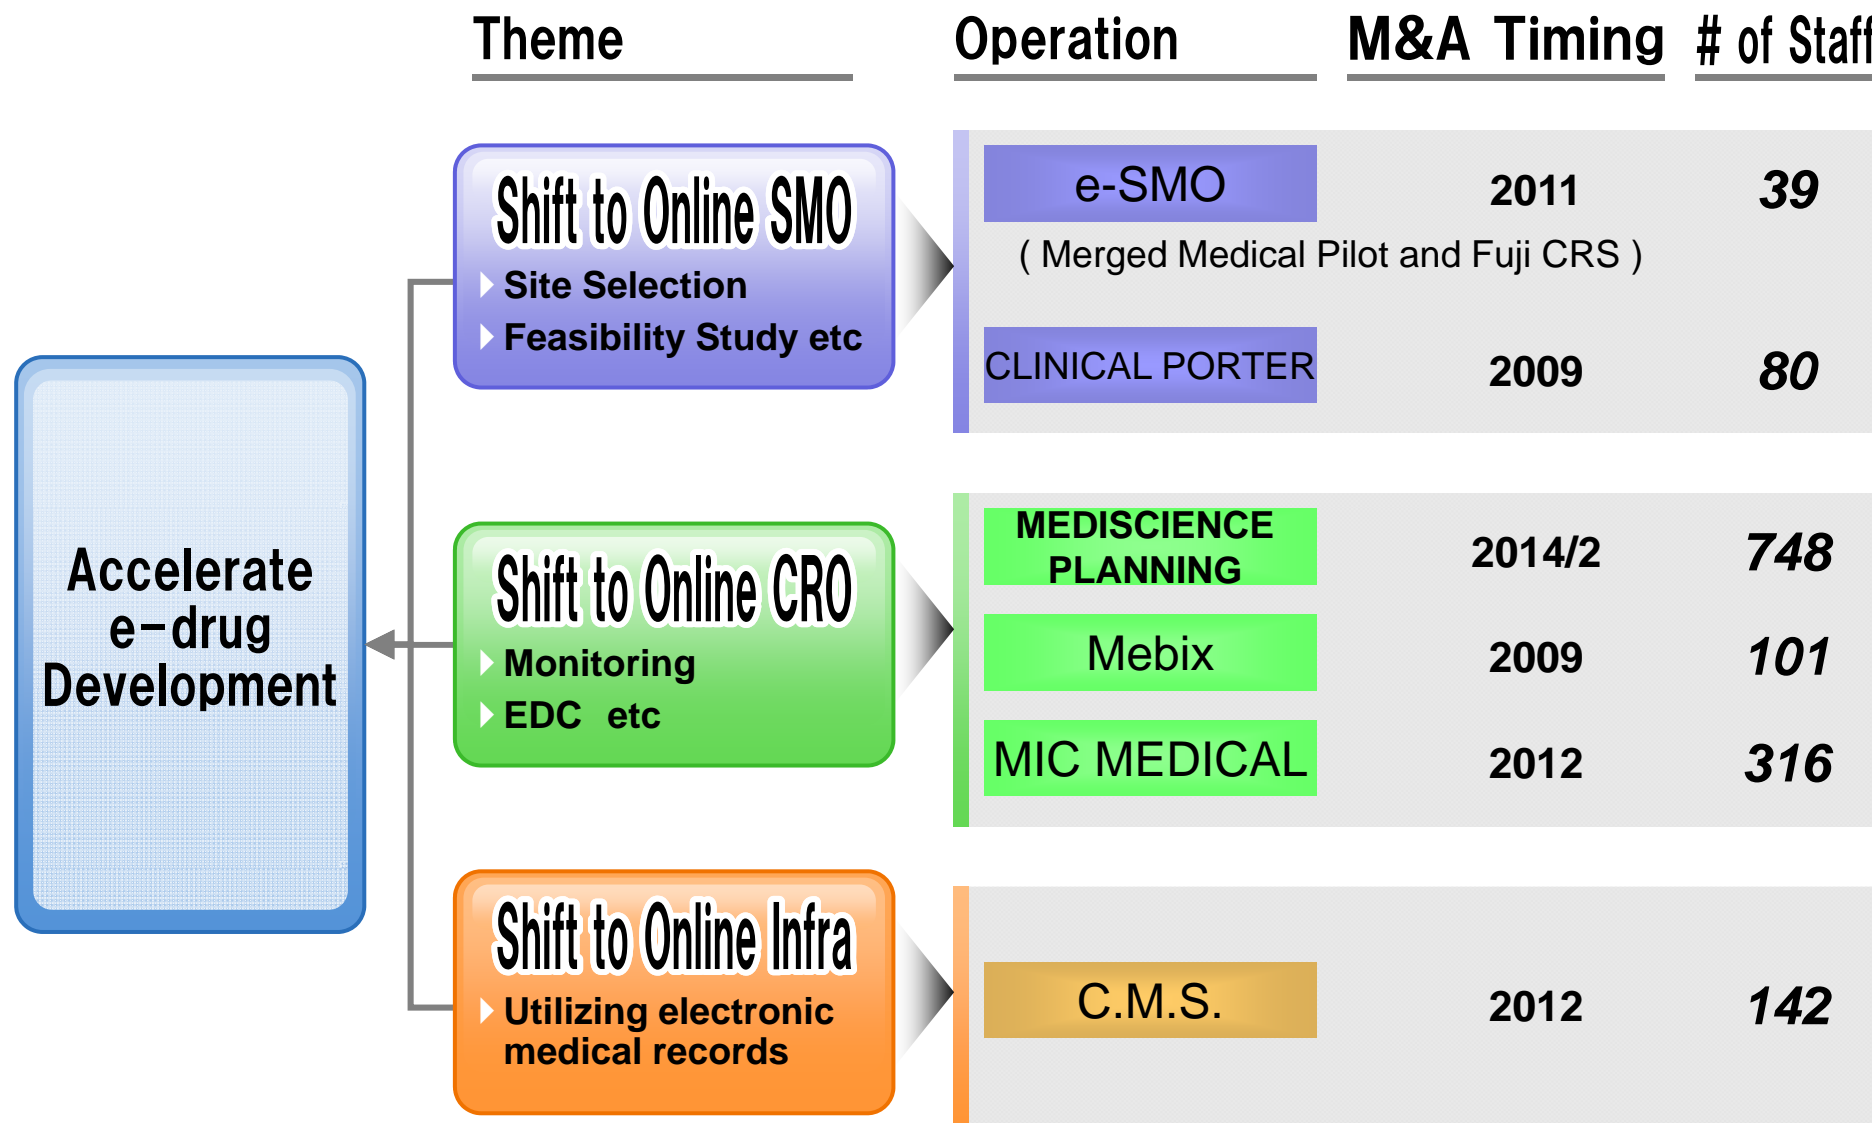 Theme Operation M&A Timing # of Staff
Accelerate
e-drug
Development
Shift to Online SMO
Site Selection
Feasibility Study etc
e-SMO 2011 39
( Merged Medical Pilot and Fuji CRS )
CLINICAL PORTER 2009 80
Shift to Online CRO
Monitoring
EDC etc
MEDISCIENCE
PLANNING 2014/2 748
Mebix 2009 101
MIC MEDICAL 2012 316
Shift to Online Infra
Utilizing electronic
medical records
C.M.S. 2012 142